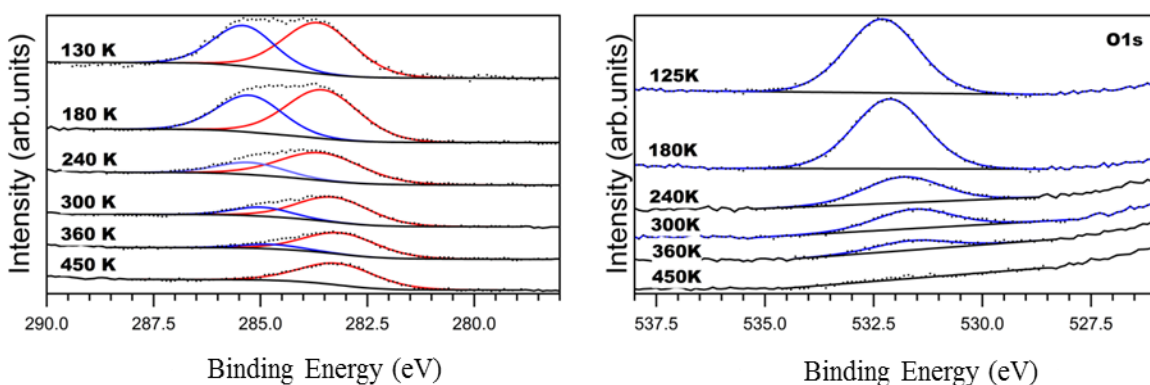 Intensity (arb.units)
130 K
180 K
240 K
300 K
360 K
450 K
290.0 287.5 285.0 282.5 280.0
Binding Energy (eV)
Intensity (arb.units)
O1s
125K
180K
240K
300K
360K
450K
537.5 535.0 532.5 530.0 527.5
Binding Energy (eV)